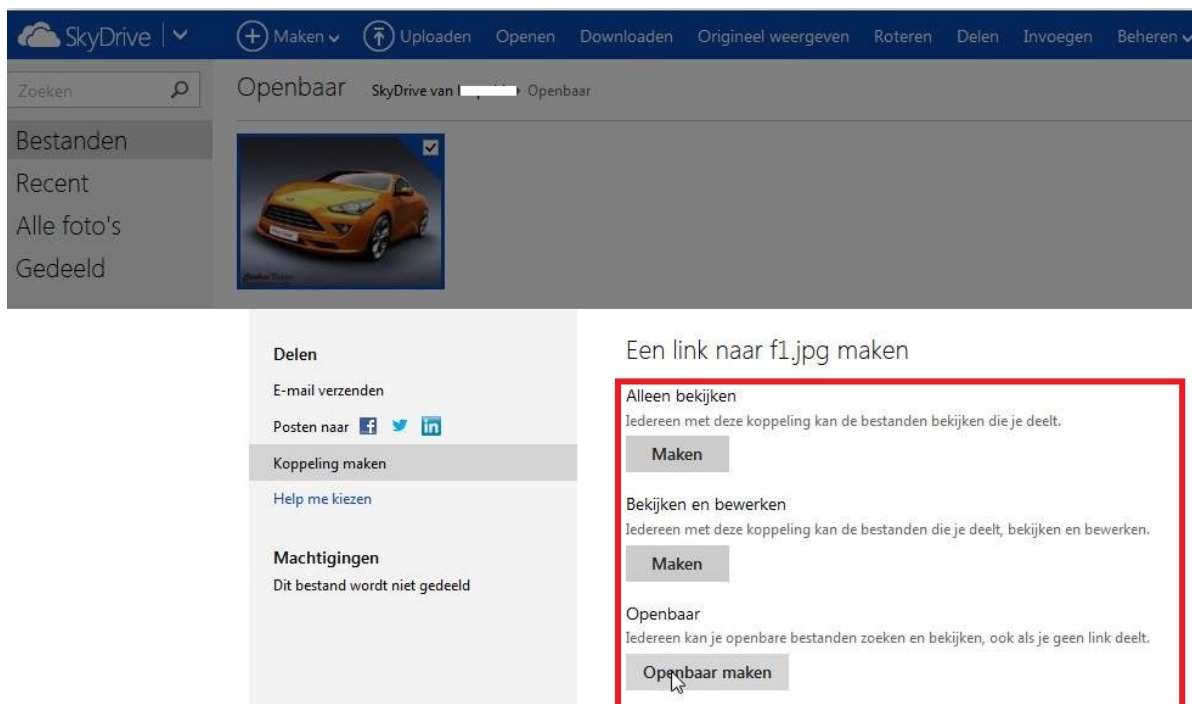 SkyDrive Maken Uploaden Openen Downloaden Origineel weergeven Roteren Delen Invoegen Beheren
Zoeken
Openbaar SkyDrive van Openbaar
Bestanden
Recent
Alle foto's
Gedeeld
Delen
E-mail verzenden
Posten naar
Koppeling maken
Help me kiezen
Machtigingen
Dit bestand wordt niet gedeeld
Een link naar f1.jpg maken
Alleen bekijken
Iedereen met deze koppeling kan de bestanden bekijken die je deelt.
Maken
Bekijken en bewerken
Iedereen met deze koppeling kan de bestanden die je deelt, bekijken en bewerken.
Maken
Openbaar
Iedereen kan je openbare bestanden zoeken en bekijken, ook als je geen link deelt.
Openbaar maken